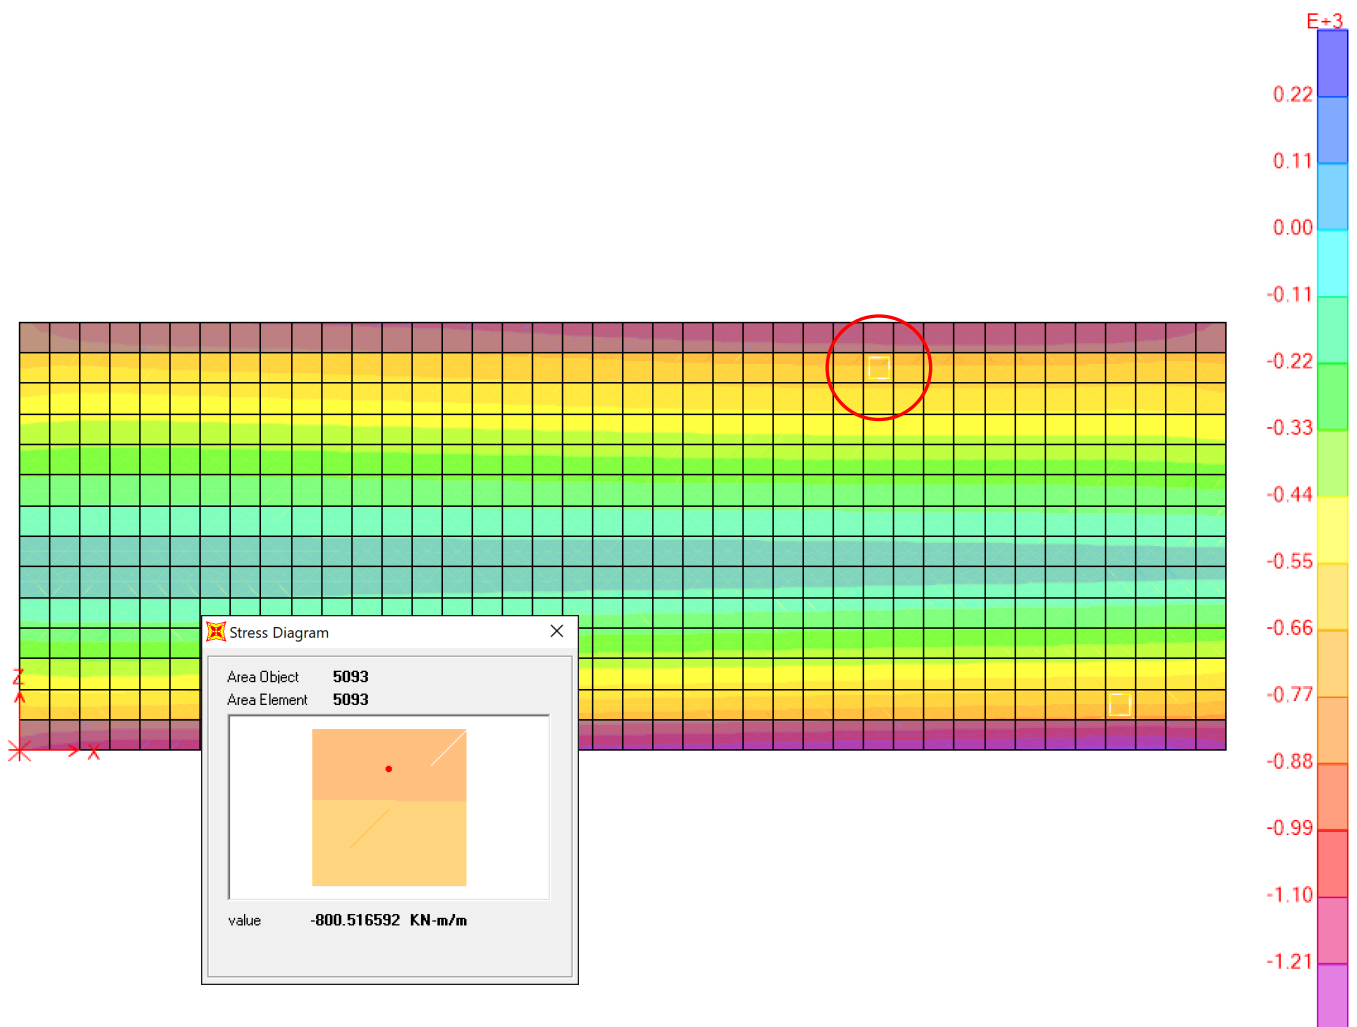 E+3
0.22
0.11
0.00
-0.11
-0.22
-0.33
-0.44
-0.55
-0.66
-0.77
-0.88
-0.99
-1.10
-1.21
Z
X
Stress Diagram
Area Object 5093
Area Element 5093
value -800.516592 KN-m/m